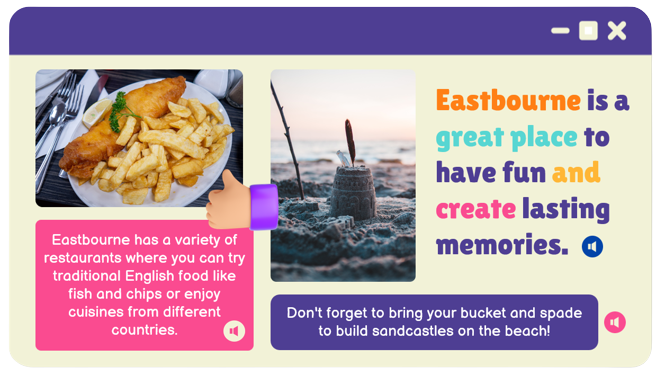 Eastbourne is a
great place to
have fun and
create lasting
memories.
Eastbourne has a variety of
restaurants where you can try
traditional English food like
fish and chips or enjoy
cuisines from different
countries.
Don't forget to bring your bucket and spade
to build sandcastles on the beach!